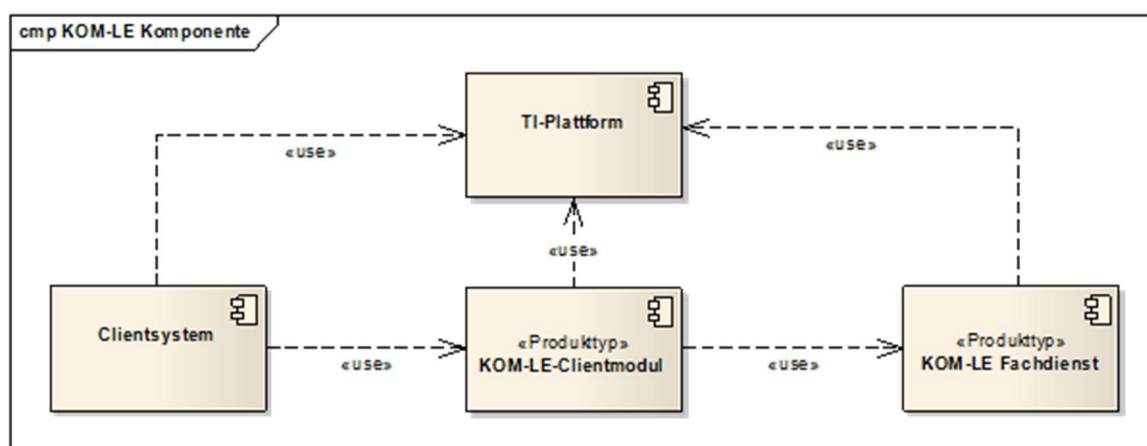 cmp KOM-LE Komponente
TI-Plattform
«use»
«use»
«use»
Clientsystem
«Produkttyp»
KOM-LE-Clientmodul
«Produkttyp»
KOM-LE Fachdienst
«use»
«use»